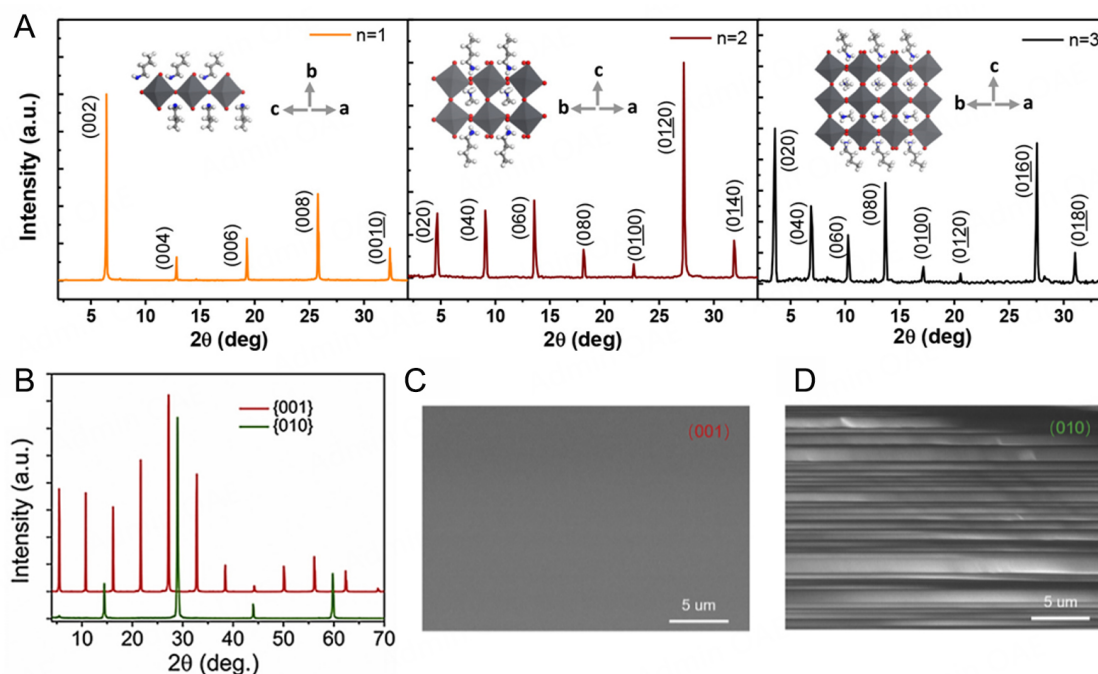 A
n=1
n=2
n=3
b
c
a
c
b
a
c
b
a
(002)
(004)
(006)
(008)
(0010)
(020)
(040)
(060)
(080)
(0100)
(0120)
(0140)
(020)
(040)
(060)
(080)
(0100)
(0120)
(0160)
(0180)
Intensity (a.u.)
5 10 15 20 25 30
5 10 15 20 25 30
5 10 15 20 25 30
2θ (deg)
2θ (deg)
2θ (deg)
B
{001}
{010}
Intensity (a.u.)
10 20 30 40 50 60 70
2θ (deg.)
C
(001)
5 um
D
(010)
5 um